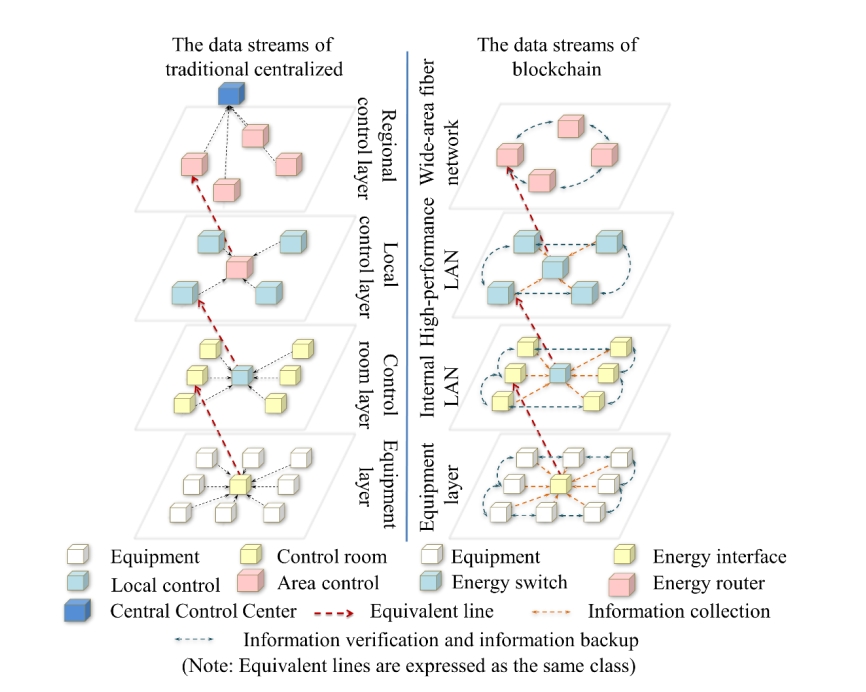 The data streams of
traditional centralized
The data streams of
blockchain
Regional
control layer
Wide-area fiber
network
Local
control layer
High-performance
LAN
Control
room layer
Internal
LAN
Equipment
layer
Equipment
layer
Equipment
Control room
Equipment
Energy interface
Local control
Area control
Energy switch
Energy router
Central Control Center
Equivalent line
Information collection
Information verification and information backup
(Note: Equivalent lines are expressed as the same class)